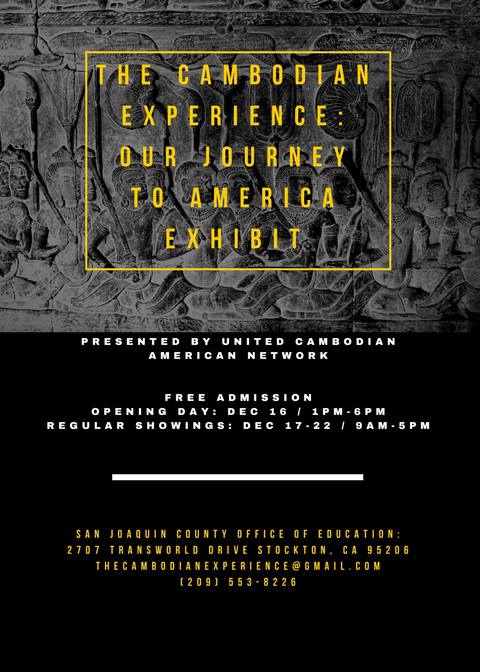 THE CAMBODIAN
EXPERIENCE:
OUR JOURNEY
TO AMERICA
EXHIBIT
PRESENTED BY UNITED CAMBODIAN
AMERICAN NETWORK
FREE ADMISSION
OPENING DAY: DEC 16 / 1PM-6PM
REGULAR SHOWINGS: DEC 17-22 / 9AM-5PM
SAN JOAQUIN COUNTY OFFICE OF EDUCATION:
2707 TRANSWORLD DRIVE STOCKTON, CA 95206
THECAMBODIANEXPERIENCE@GMAIL.COM
(209) 553-8226